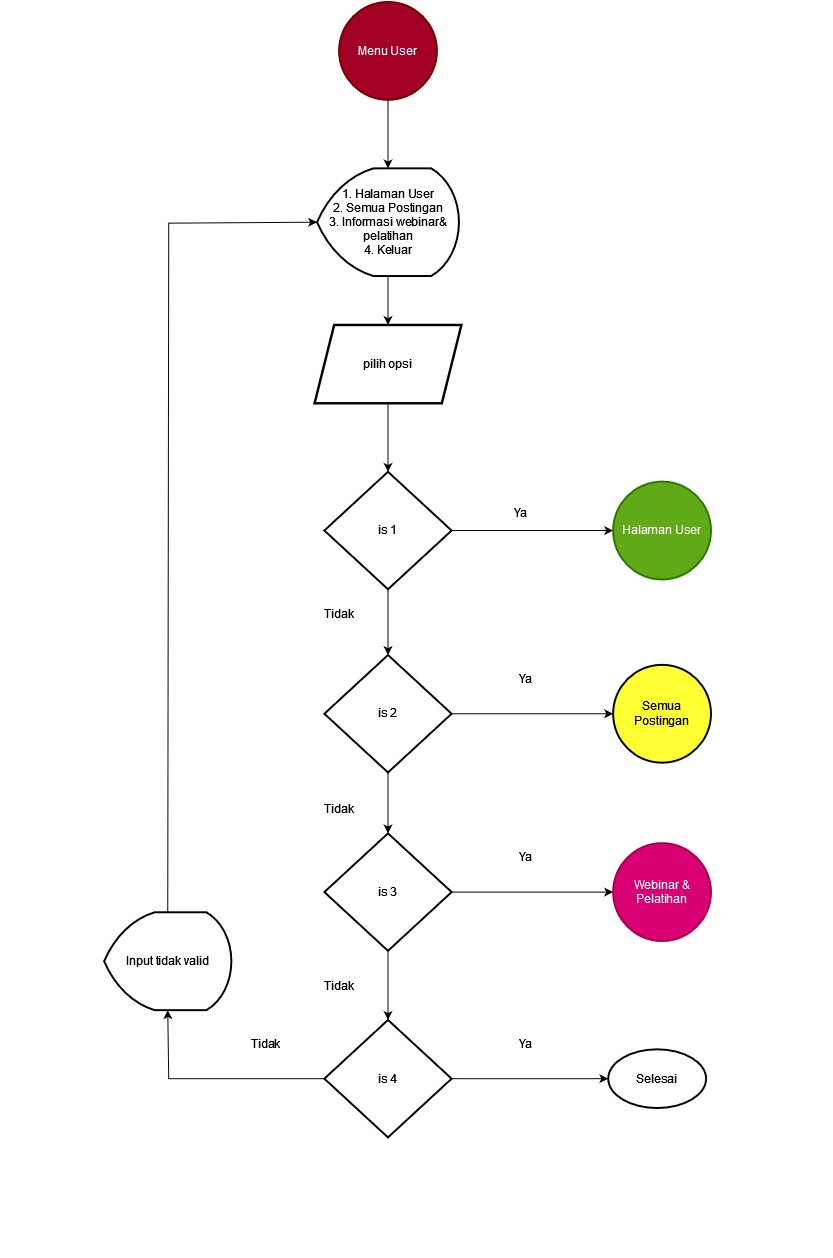 Menu User
1. Halaman User
2. Semua Postingan
3. Informasi webinar&
pelatihan
4. Keluar
pilih opsi
is 1
Ya
Halaman User
Tidak
is 2
Ya
Semua
Postingan
Tidak
is 3
Ya
Webinar &
Pelatihan
Tidak
Input tidak valid
Tidak
is 4
Ya
Selesai